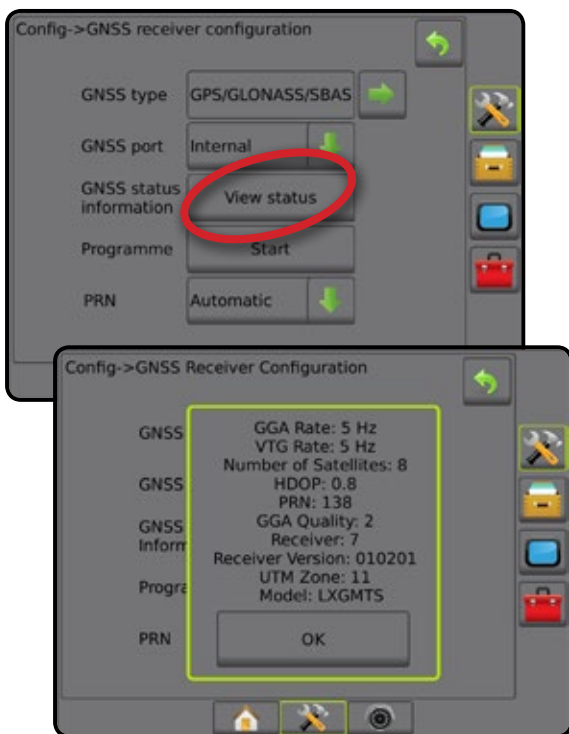 Config->GNSS receiver configuration
GNSS type GPS/GLONASS/SBAS
GNSS port Internal
GNSS status
information View status
Programme Start
PRN Automatic
Config->GNSS Receiver Configuration
GNSS
GNSS
GNSS
Inform
Progra
PRN
GGA Rate: 5 Hz
VTG Rate: 5 Hz
Number of Satellites: 8
HDOP: 0.8
PRN: 138
GGA Quality: 2
Receiver: 7
Receiver Version: 010201
UTM Zone: 11
Model: LXGMTS
OK